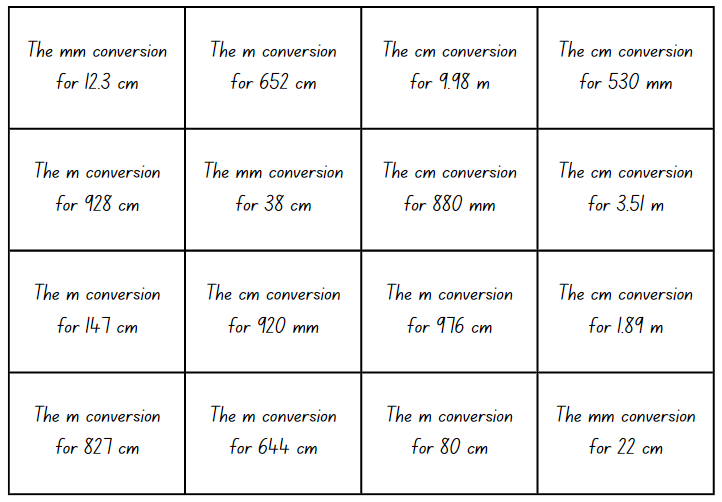 The mm conversion
for 12.3 cm
The m conversion
for 652 cm
The cm conversion
for 9.98 m
The cm conversion
for 530 mm
The m conversion
for 928 cm
The mm conversion
for 38 cm
The cm conversion
for 880 mm
The cm conversion
for 3.51 m
The m conversion
for 147 cm
The cm conversion
for 920 mm
The m conversion
for 976 cm
The cm conversion
for 1.89 m
The m conversion
for 827 cm
The m conversion
for 644 cm
The m conversion
for 80 cm
The mm conversion
for 22 cm